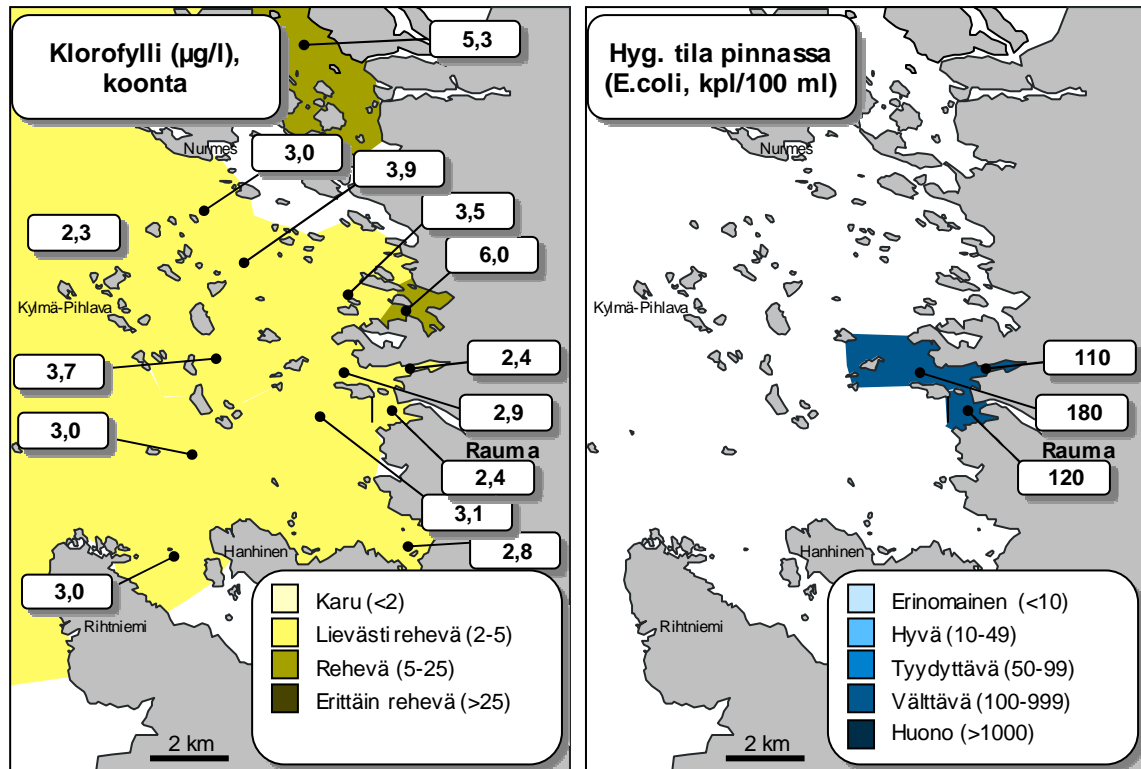 Klorofylli (µg/l),
koonta
5,3
Nurmes
3,0
3,9
3,5
2,3
6,0
Kylmä-Pihlava
3,7
2,4
2,9
3,0
Rauma
2,4
3,1
Hanhinen
2,8
3,0
Rihtniemi
Karu (<2)
Lievästi rehevä (2-5)
Rehevä (5-25)
Erittäin rehevä (>25)
2 km
Hyg. tila pinnassa
(E.coli, kpl/100 ml)
Nurmes
Kylmä-Pihlava
110
180
Rauma
120
Hanhinen
Rihtniemi
Erinomainen (<10)
Hyvä (10-49)
Tyydyttävä (50-99)
Välttävä (100-999)
Huono (>1000)
2 km